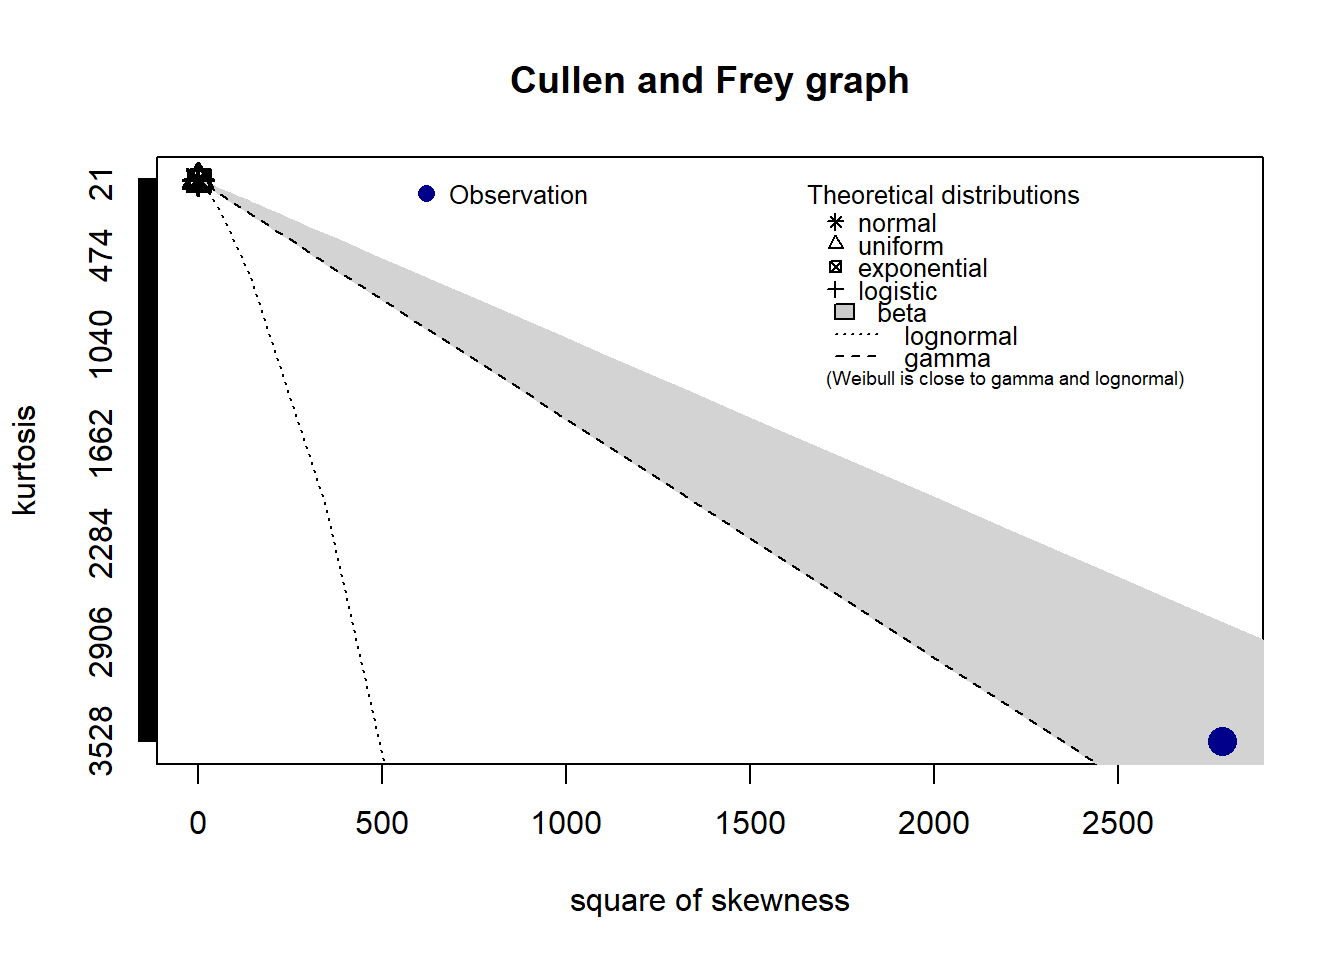 Cullen and Frey graph
Observation
Theoretical distributions
normal
uniform
exponential
logistic
beta
lognormal
gamma
(Weibull is close to gamma and lognormal)
kurtosis
21
474
1040
1662
2284
2906
3528
0 500 1000 1500 2000 2500
square of skewness